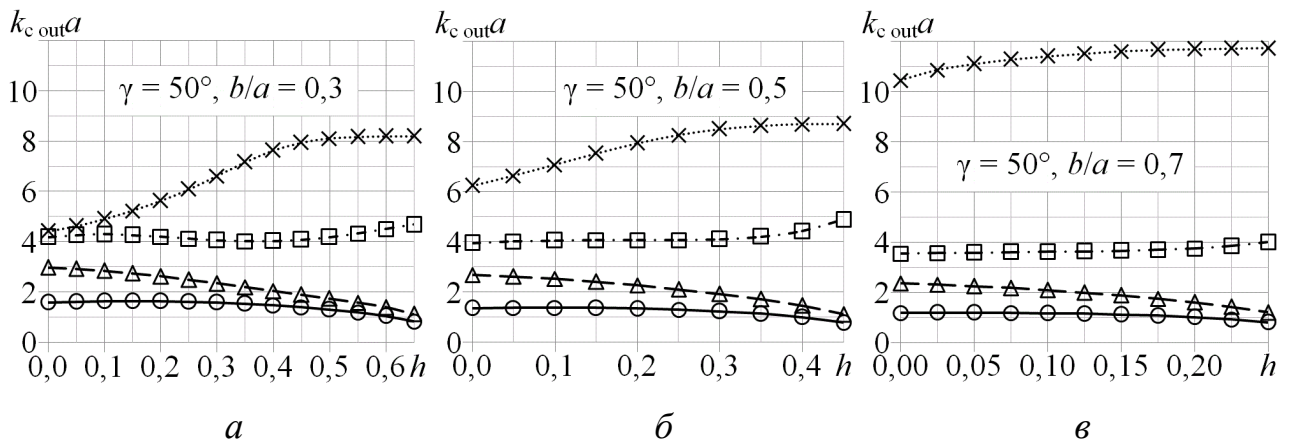 k_c out a
γ = 50°, b/a = 0,3
10
8
6
4
2
0
0,0 0,1 0,2 0,3 0,4 0,5 0,6 h
а
k_c out a
γ = 50°, b/a = 0,5
10
8
6
4
2
0
0,0 0,1 0,2 0,3 0,4 h
б
k_c out a
10
8
γ = 50°, b/a = 0,7
6
4
2
0
0,00 0,05 0,10 0,15 0,20 h
в